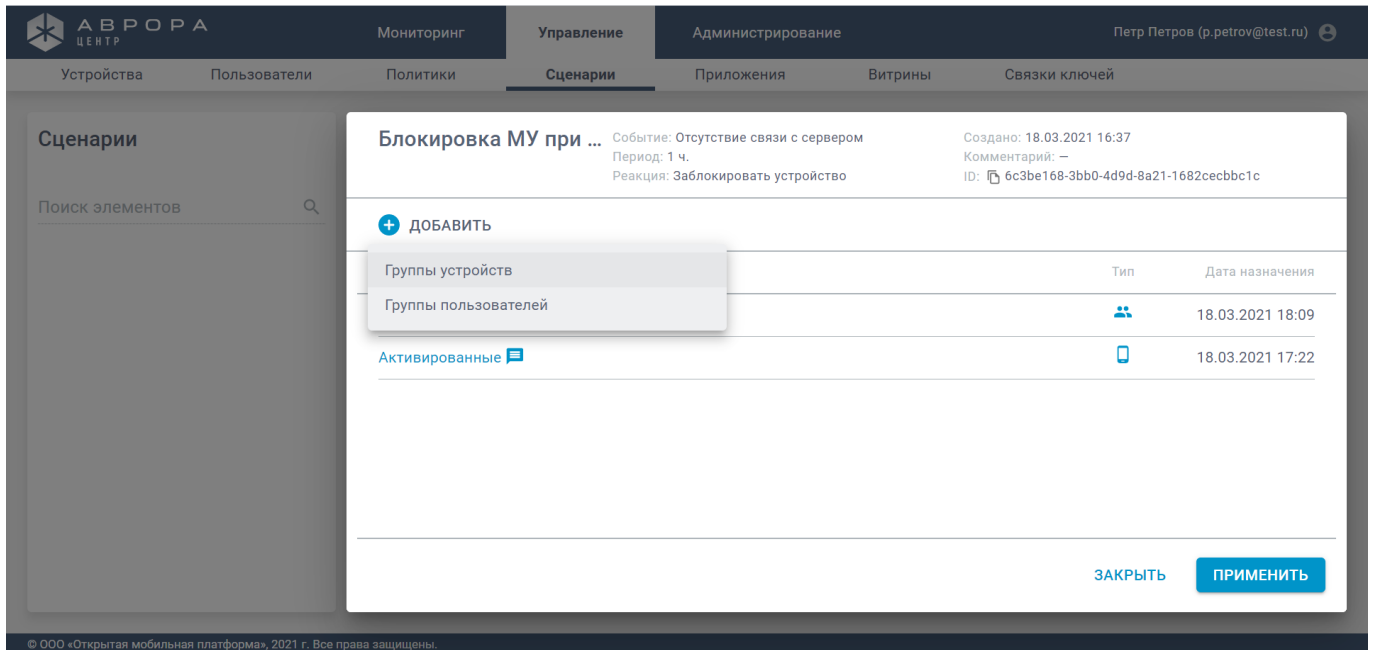 АВРОРА
ЦЕНТР
Мониторинг
Управление
Администрирование
Петр Петров (p.petrov@test.ru)
Устройства
Пользователи
Политики
Сценарии
Приложения
Витрины
Связки ключей
Сценарии
Поиск элементов
Блокировка МУ при ...
Событие: Отсутствие связи с сервером
Период: 1 ч.
Реакция: Заблокировать устройство
Создано: 18.03.2021 16:37
Комментарий: —
ID: 6c3be168-3bb0-4d9d-8a21-1682cecbbc1c
ДОБАВИТЬ
Группы устройств
Группы пользователей
Тип
Дата назначения
18.03.2021 18:09
Активированные
18.03.2021 17:22
ЗАКРЫТЬ
ПРИМЕНИТЬ
© ООО «Открытая мобильная платформа», 2021 г. Все права защищены.